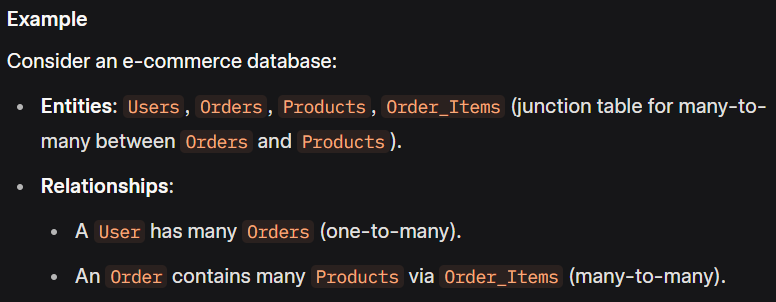 Example
Consider an e-commerce database:
• Entities: Users, Orders, Products, Order_Items (junction table for many-to-
many between Orders and Products).
• Relationships:
• A User has many Orders (one-to-many).
• An Order contains many Products via Order_Items (many-to-many).